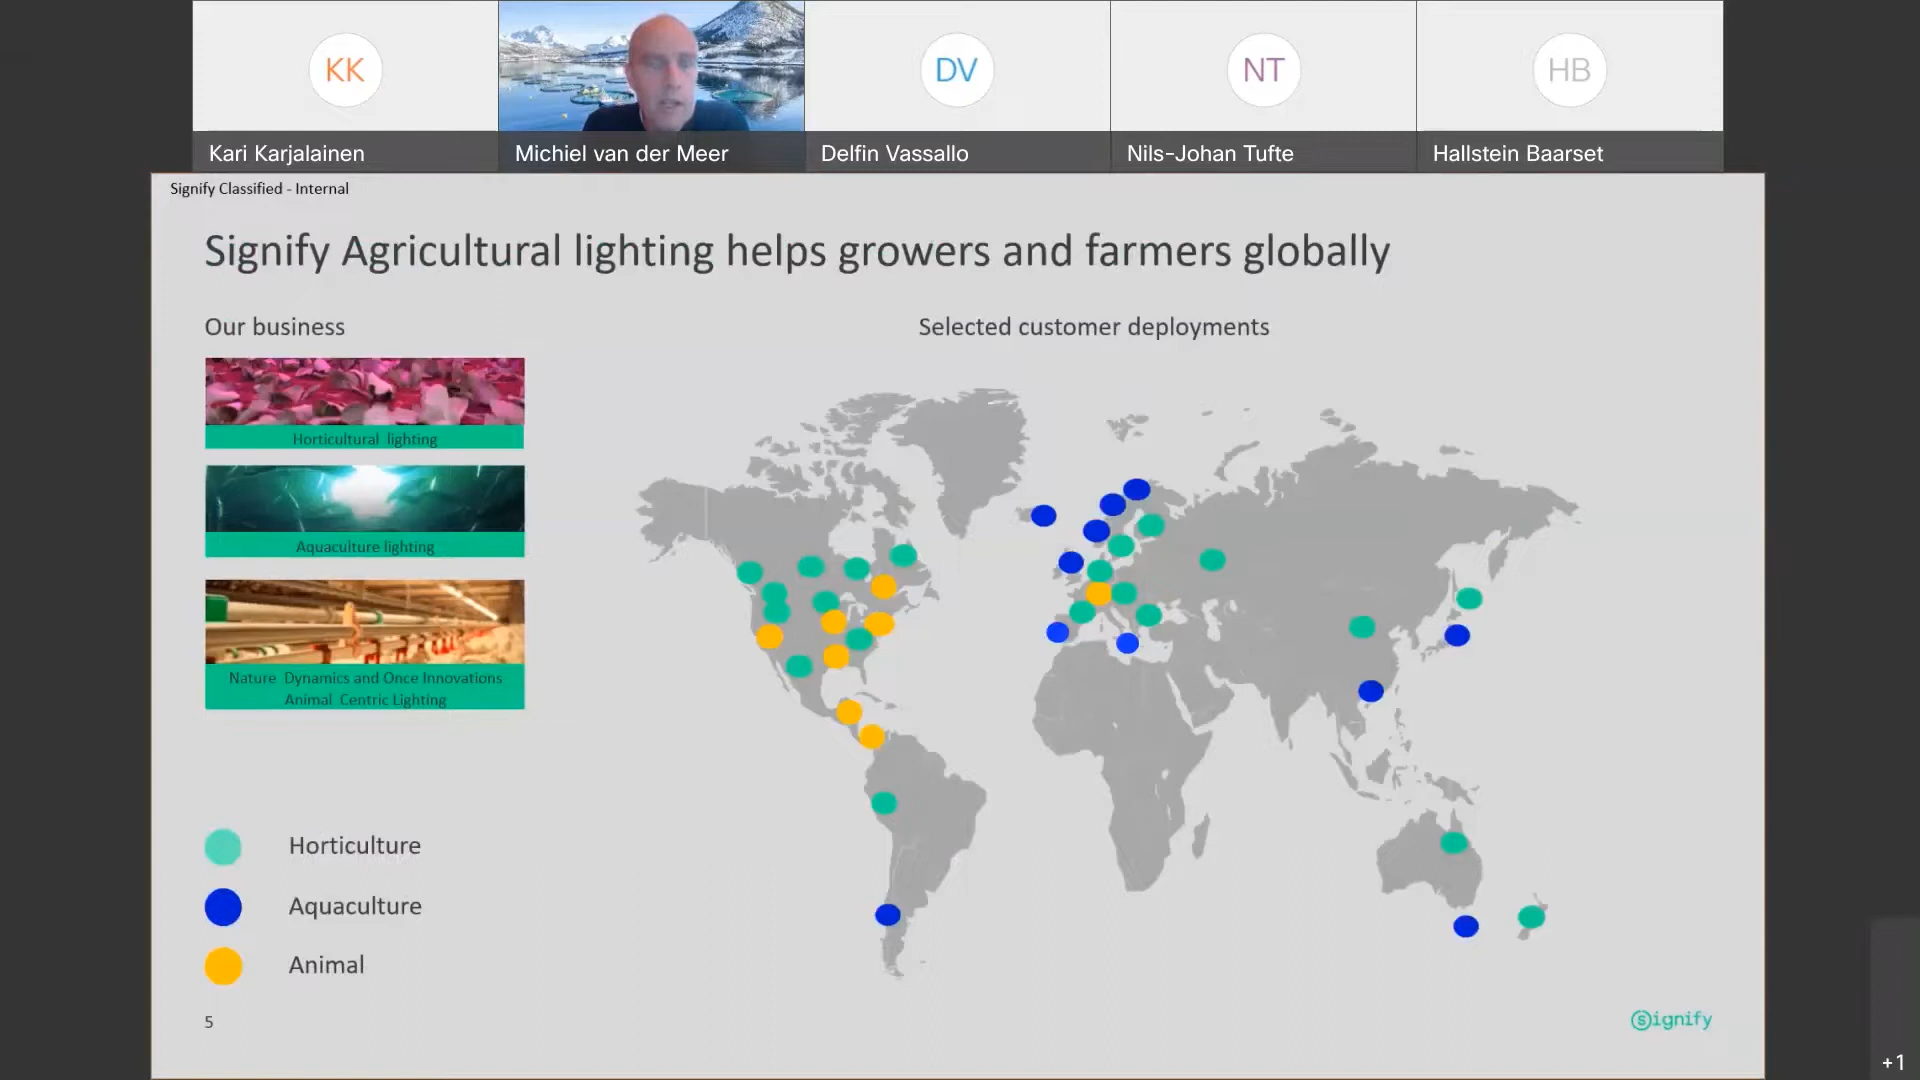 KK
DV
NT
HB
Kari Karjalainen
Michiel van der Meer
Delfin Vassallo
Nils-Johan Tufte
Hallstein Baarset
Signify Classified - Internal
Signify Agricultural lighting helps growers and farmers globally
Our business
Selected customer deployments
Horticultural lighting
Aquaculture lighting
Nature Dynamics and Once Innovations
Animal Centric Lighting
Horticulture
Aquaculture
Animal
5
Signify
+1